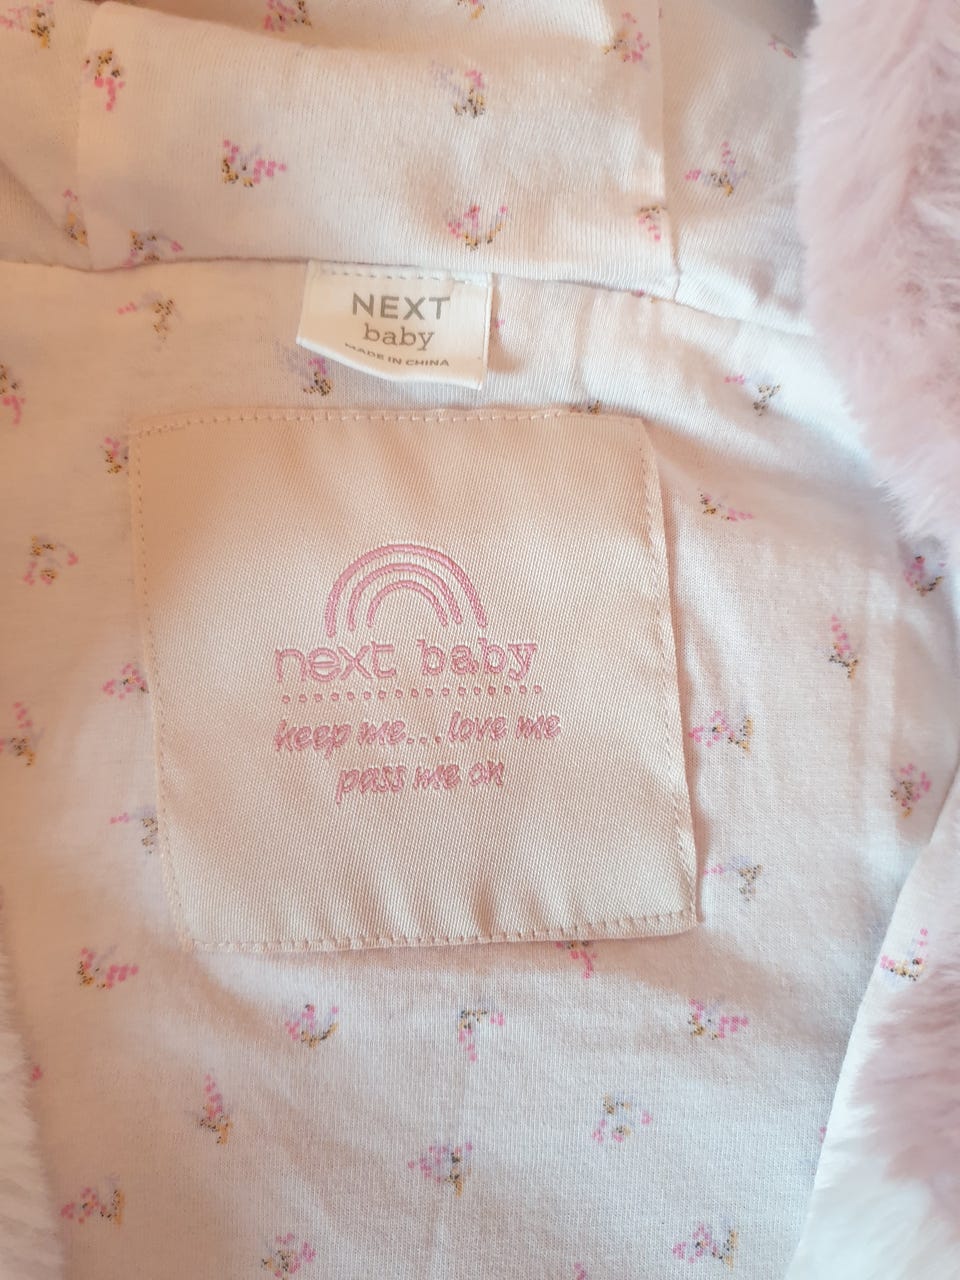 NEXT
baby
MADE IN CHINA
next baby
keep me...love me
pass me on